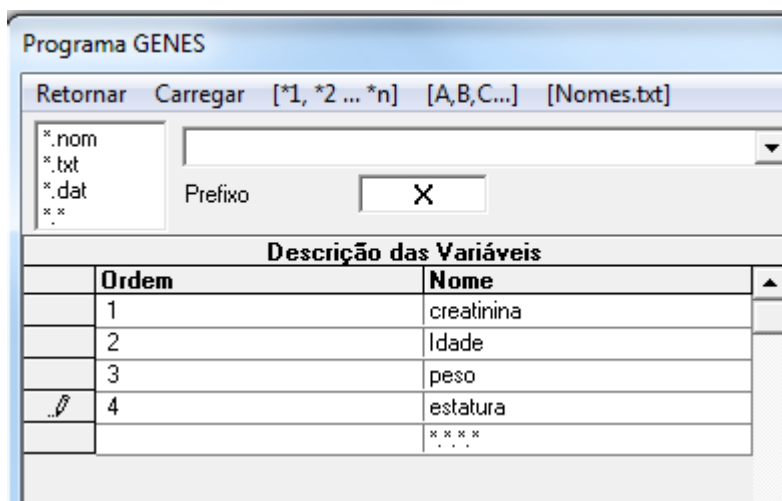 Programa GENES
Retornar Carregar [*1, *2 ... *n] [A,B,C...] [Nomes.txt]
*.nom
*.txt
*.dat
*.*
Prefixo X
Descrição das Variáveis
Ordem Nome
1 creatinina
2 Idade
3 peso
4 estatura
*.*.*.*